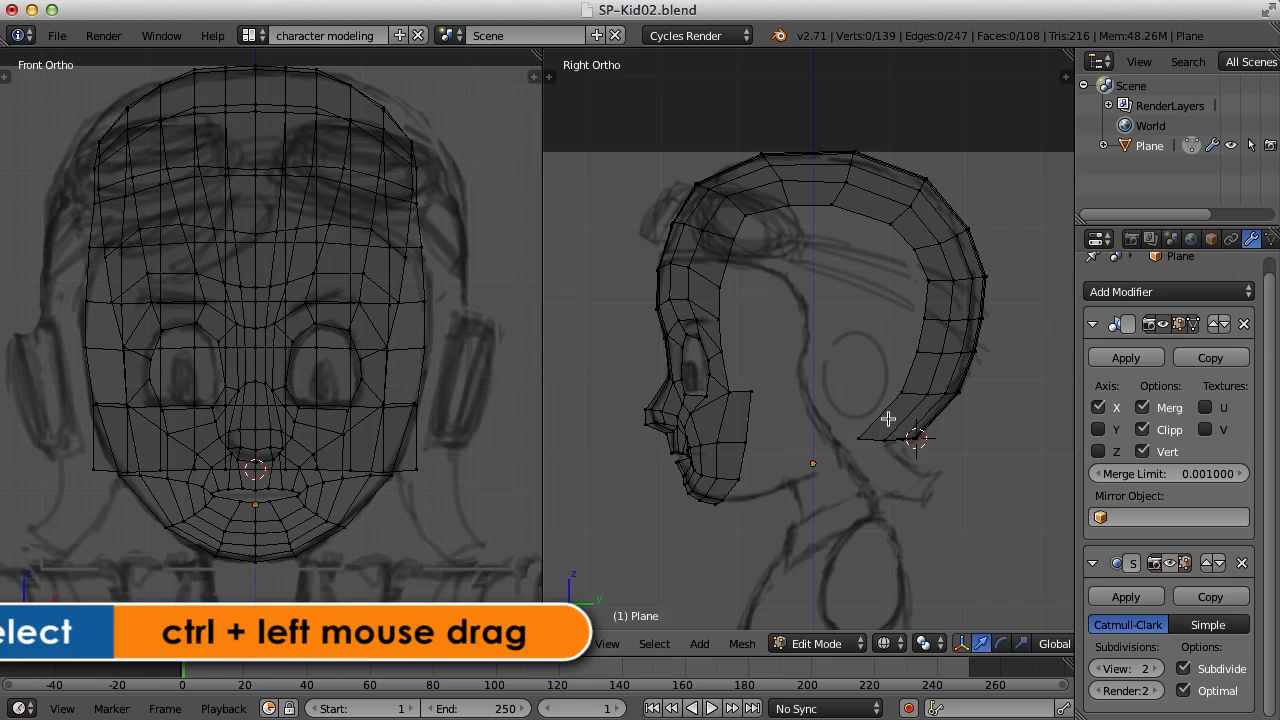 SP-Kid02.blend
File Render Window Help character modeling Scene Cycles Render v2.71 | Verts:0/139 | Edges:0/247 | Faces:0/108 | Tris:216 | Mem:48.26M | Plane
Front Ortho
Right Ortho
View Search All Scenes
Scene
RenderLayers
World
Plane
Plane
Add Modifier
Apply Copy
Axis: Options: Textures:
X Merg U
Y Clipp V
Z Vert
Merge Limit: 0.001000
Mirror Object:
S
Apply Copy
Catmull-Clark Simple
Subdivisions: Options:
View: 2 Subdivide
Render: 2 Optimal
z
y
z
x
(1) Plane
elect ctrl + left mouse drag
View Select Add Mesh Edit Mode Global
-40 -20 0 20 40 60 80 100 120 140 160 180 200 220 240 260
View Marker Frame Playback Start: 1 End: 250 1 No Sync